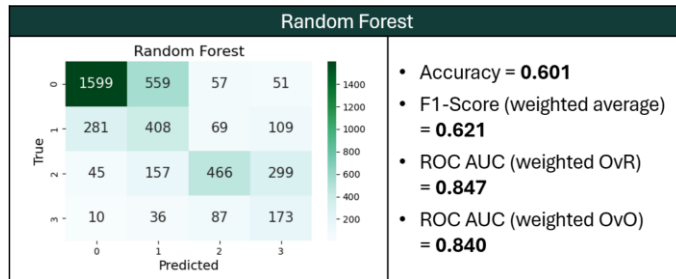 Random Forest
Random Forest
0 1599 559 57 51
1 281 408 69 109
2 45 157 466 299
3 10 36 87 173
0 1 2 3
True
Predicted
1400
1200
1000
800
600
400
200
• Accuracy = 0.601
• F1-Score (weighted average)
= 0.621
• ROC AUC (weighted OvR)
= 0.847
• ROC AUC (weighted OvO)
= 0.840